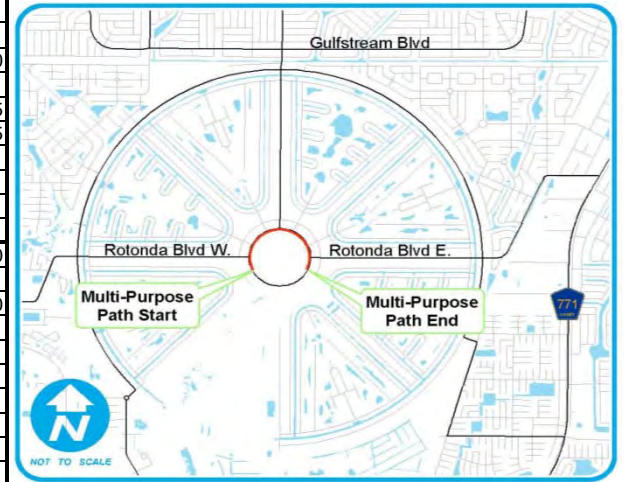 Gulfstream Blvd
Rotonda Blvd W.
Rotonda Blvd E.
Multi-Purpose
Path Start
Multi-Purpose
Path End
771
N
NOT TO SCALE